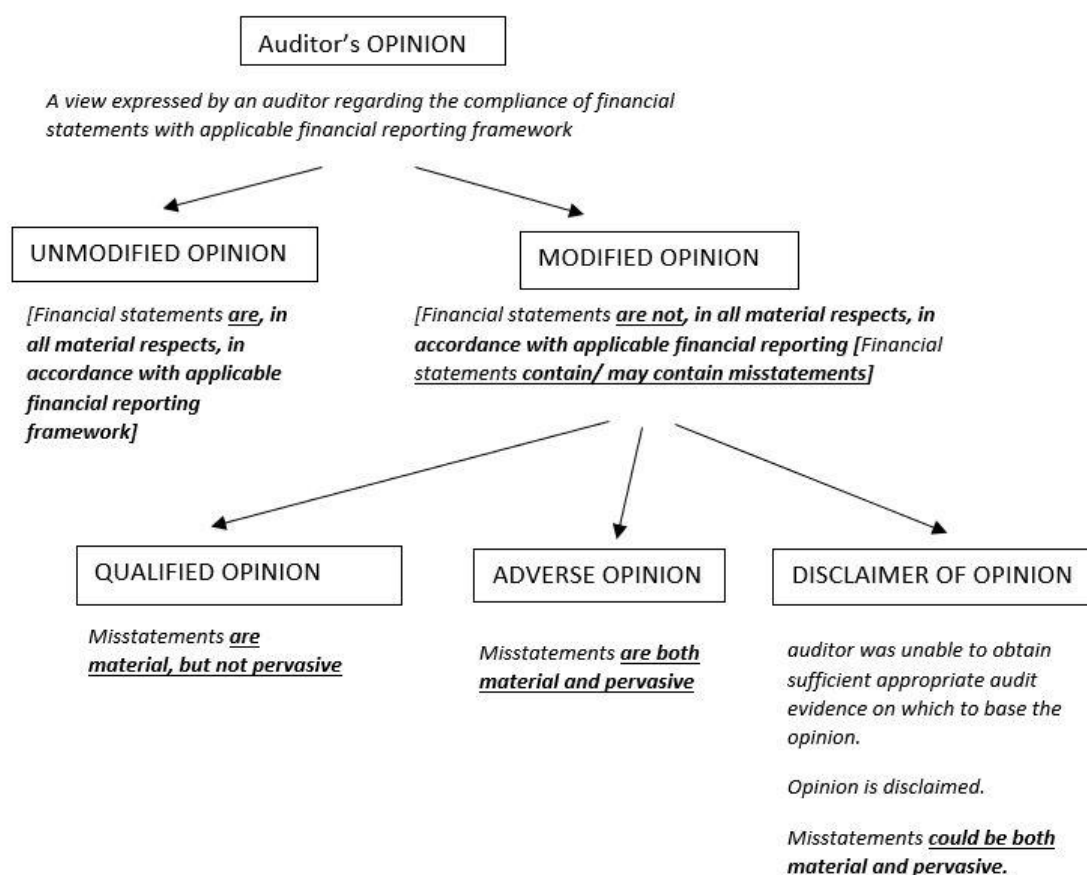 Auditor's OPINION
A view expressed by an auditor regarding the compliance of financial
statements with applicable financial reporting framework
UNMODIFIED OPINION
MODIFIED OPINION
[Financial statements are, in
all material respects, in
accordance with applicable
financial reporting
framework]
[Financial statements are not, in all material respects, in
accordance with applicable financial reporting [Financial
statements contain/ may contain misstatements]
QUALIFIED OPINION
ADVERSE OPINION
DISCLAIMER OF OPINION
Misstatements are
material, but not pervasive
Misstatements are both
material and pervasive
auditor was unable to obtain
sufficient appropriate audit
evidence on which to base the
opinion.
Opinion is disclaimed.
Misstatements could be both
material and pervasive.